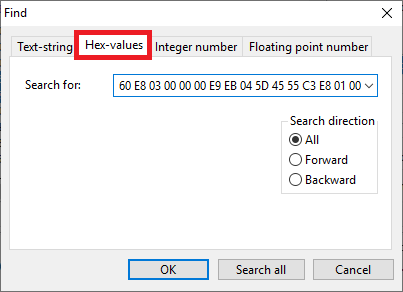 Find
Text-string Hex-values Integer number Floating point number
Search for: 60 E8 03 00 00 00 E9 EB 04 5D 45 55 C3 E8 01 00
Search direction
All
Forward
Backward
OK Search all Cancel